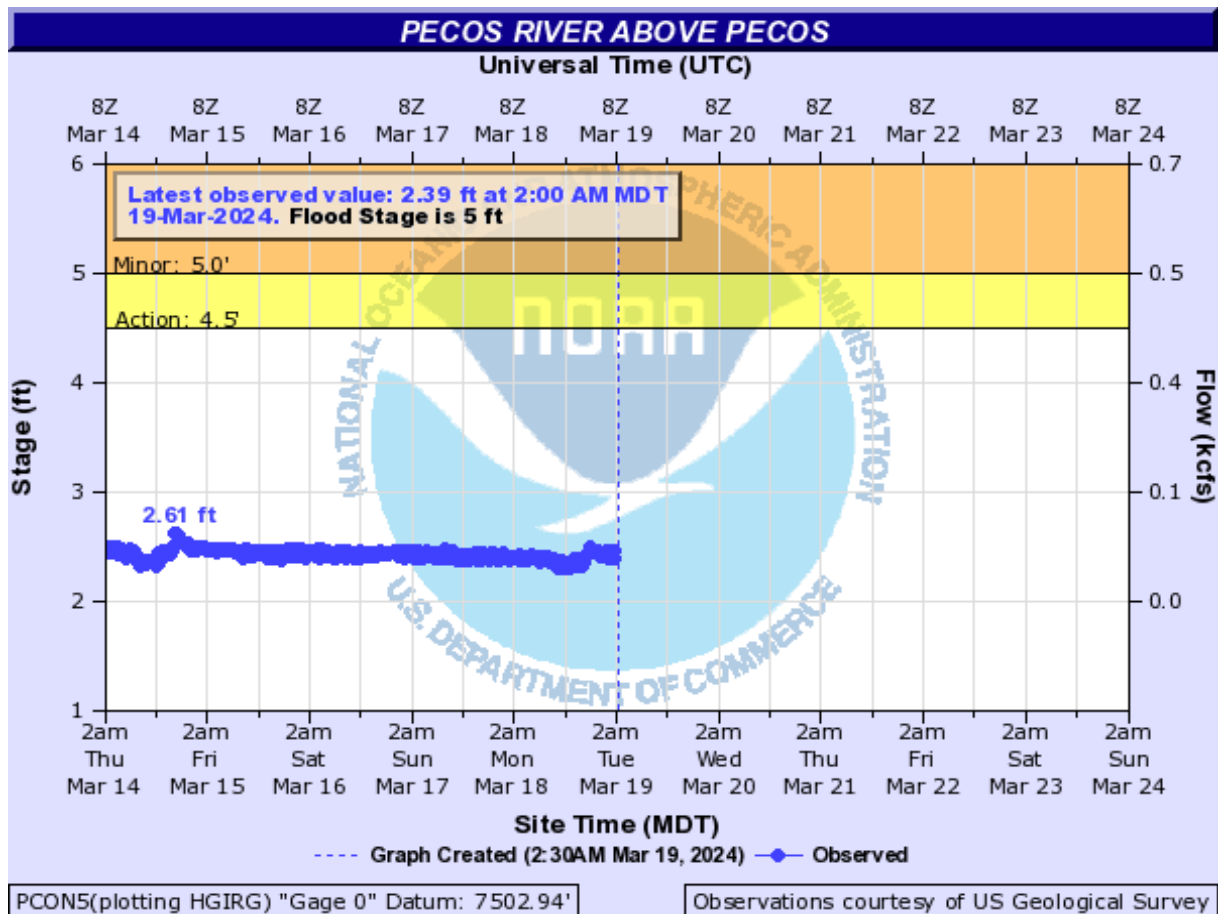 PECOS RIVER ABOVE PECOS
Universal Time (UTC)
8Z 8Z 8Z 8Z 8Z 8Z 8Z 8Z 8Z 8Z 8Z
Mar 14 Mar 15 Mar 16 Mar 17 Mar 18 Mar 19 Mar 20 Mar 21 Mar 22 Mar 23 Mar 24
6 0.7
Latest observed value: 2.39 ft at 2:00 AM MDT
19-Mar-2024. Flood Stage is 5 ft
Minor: 5.0'
5 0.5
Action: 4.5'
NOAA
NATIONAL OCEANIC AND ATMOSPHERIC ADMINISTRATION
4 0.4
Stage (ft)
Flow (kcfs)
3 0.1
2.61 ft
2 0.0
U.S. DEPARTMENT OF COMMERCE
1
2am 2am 2am 2am 2am 2am 2am 2am 2am 2am 2am
Thu Fri Sat Sun Mon Tue Wed Thu Fri Sat Sun
Mar 14 Mar 15 Mar 16 Mar 17 Mar 18 Mar 19 Mar 20 Mar 21 Mar 22 Mar 23 Mar 24
Site Time (MDT)
Graph Created (2:30AM Mar 19, 2024) Observed
PCON5(plotting HGIRG) "Gage 0" Datum: 7502.94' Observations courtesy of US Geological Survey